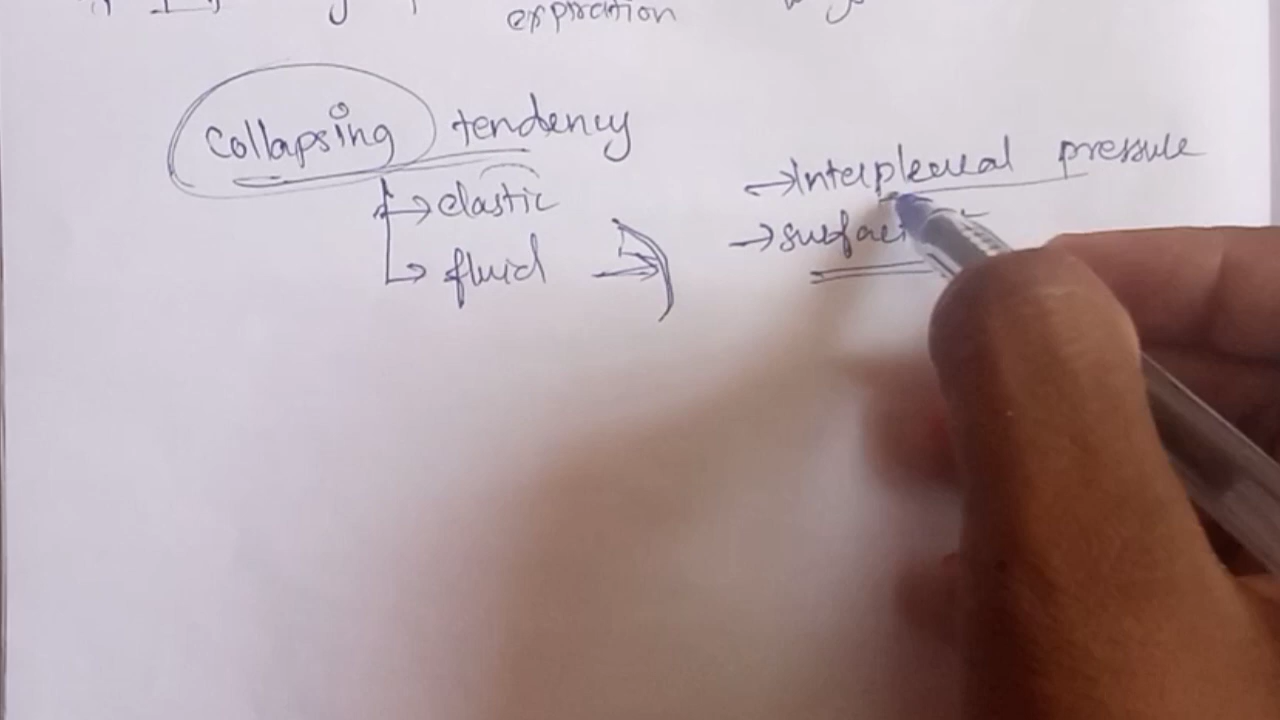 expiration
Collapsing tendency
→Interpleural pressure
→elastic
→fluid →